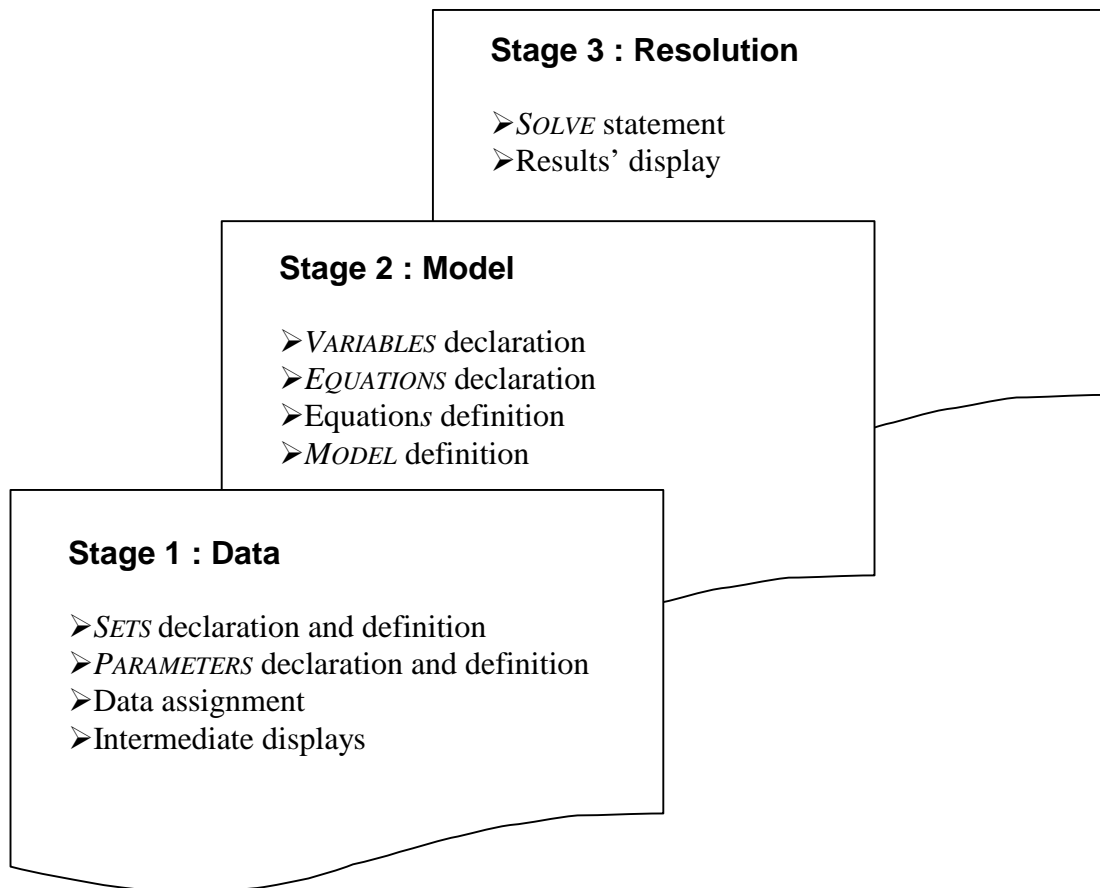 Stage 3 : Resolution
➢SOLVE statement
➢Results’ display
Stage 2 : Model
➢VARIABLES declaration
➢EQUATIONS declaration
➢Equations definition
➢MODEL definition
Stage 1 : Data
➢SETS declaration and definition
➢PARAMETERS declaration and definition
➢Data assignment
➢Intermediate displays